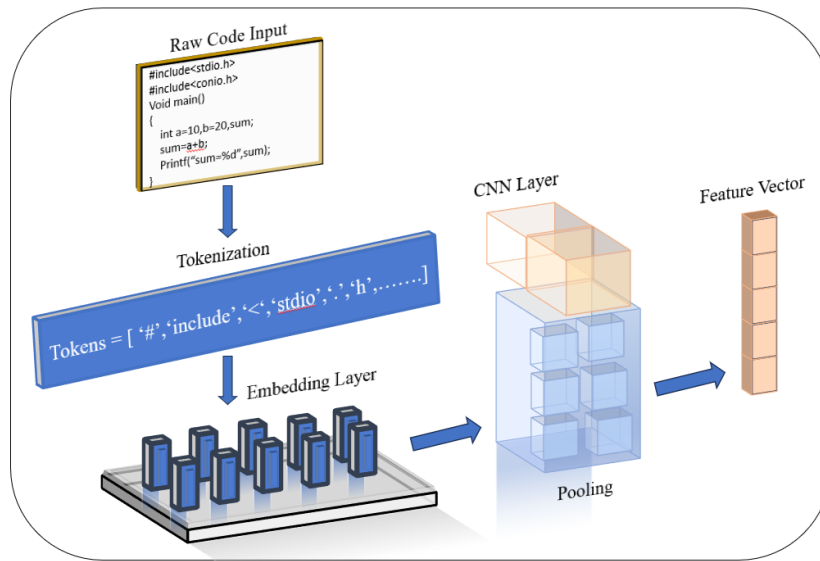 Raw Code Input
#include<stdio.h>
#include<conio.h>
Void main()
{
int a=10,b=20,sum;
sum=a+b;
Printf(“sum=%d”,sum);
}
Tokenization
Tokens = [ ‘#’,‘include’,‘<‘,‘stdio’,‘.’,‘h’,…….]
Embedding Layer
CNN Layer
Pooling
Feature Vector